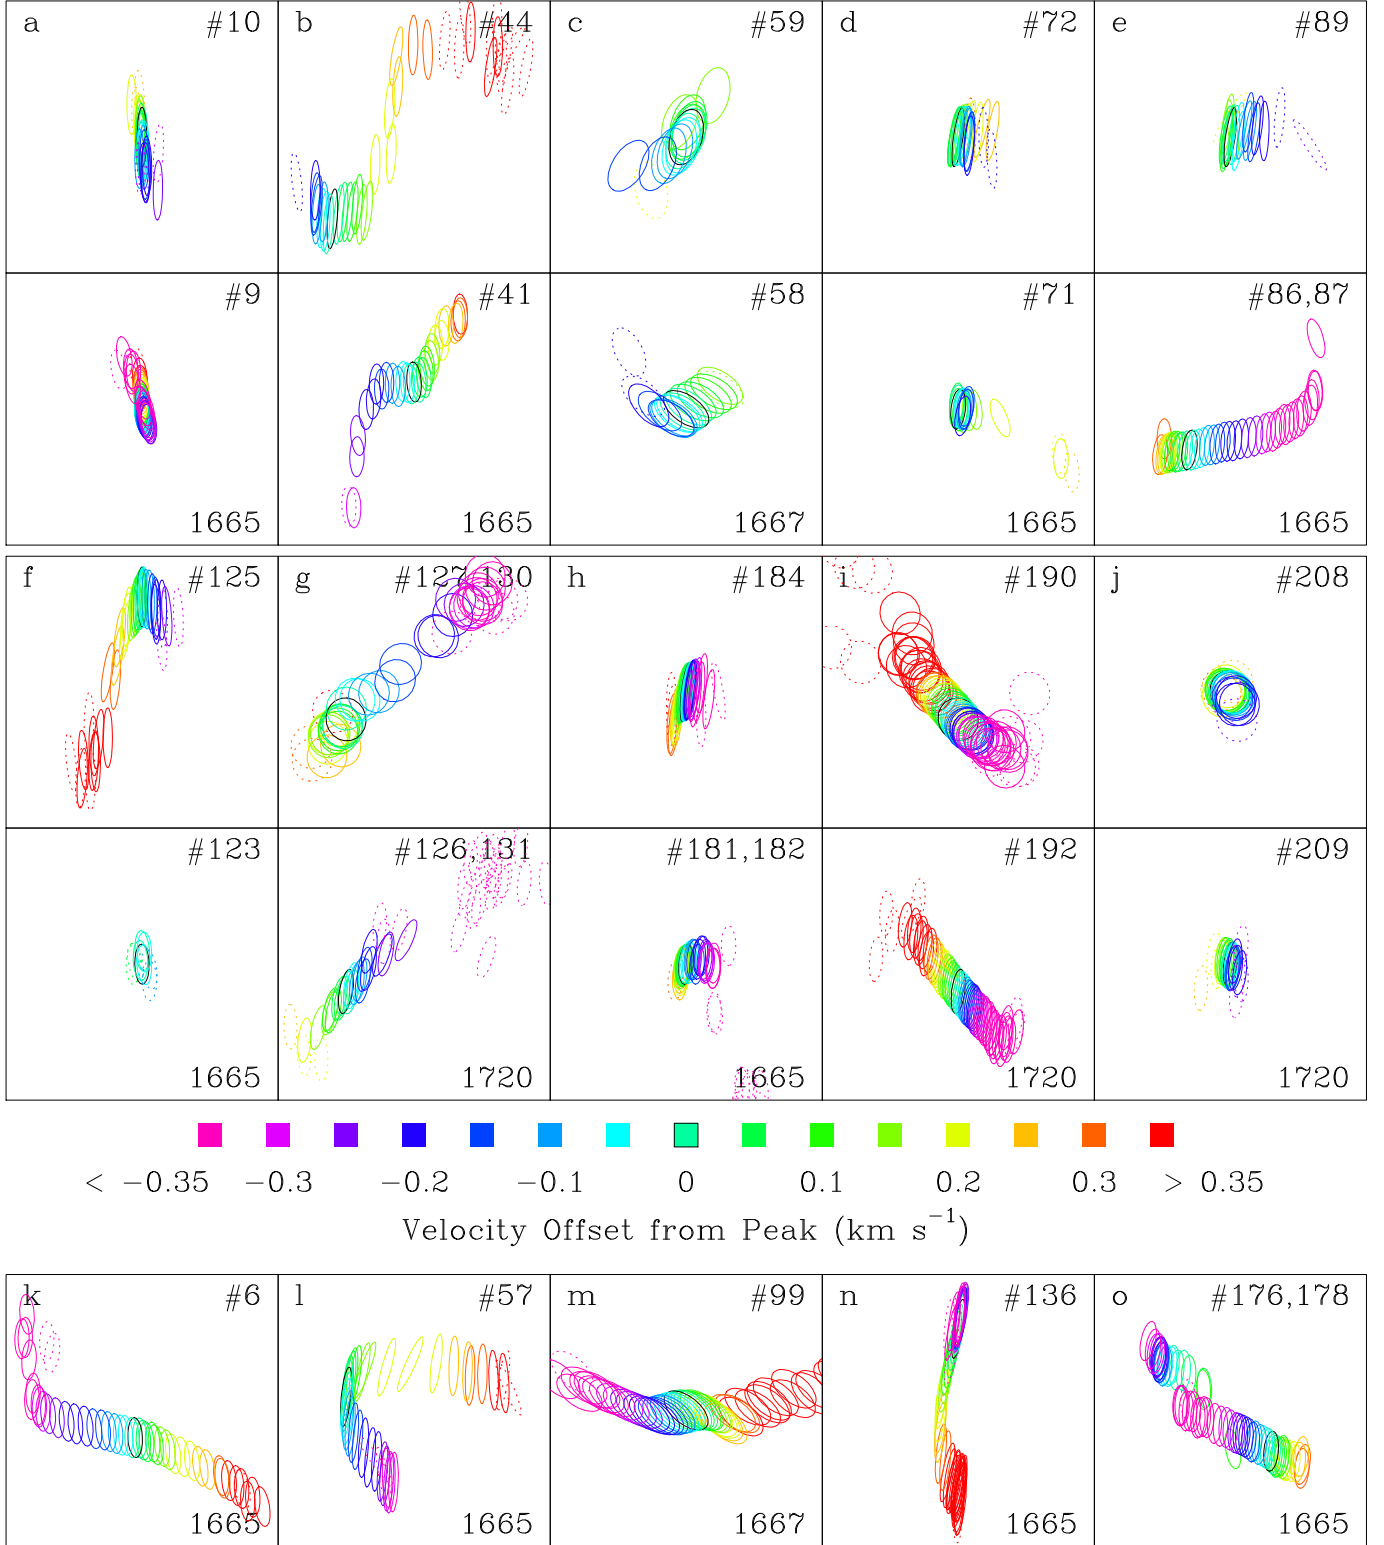 a #10 b #44 c #59 d #72 e #89
#9 #41 #58 #71 #86,87
1665 1665 1667 1665 1665
f #125 g #127,130 h #184 i #190 j #208
#123 #126,131 #181,182 #192 #209
1665 1720 1665 1720 1720
< −0.35 −0.3 −0.2 −0.1 0 0.1 0.2 0.3 > 0.35
Velocity Offset from Peak (km s−1)
k #6 l #57 m #99 n #136 o #176,178
1665 1665 1667 1665 1665